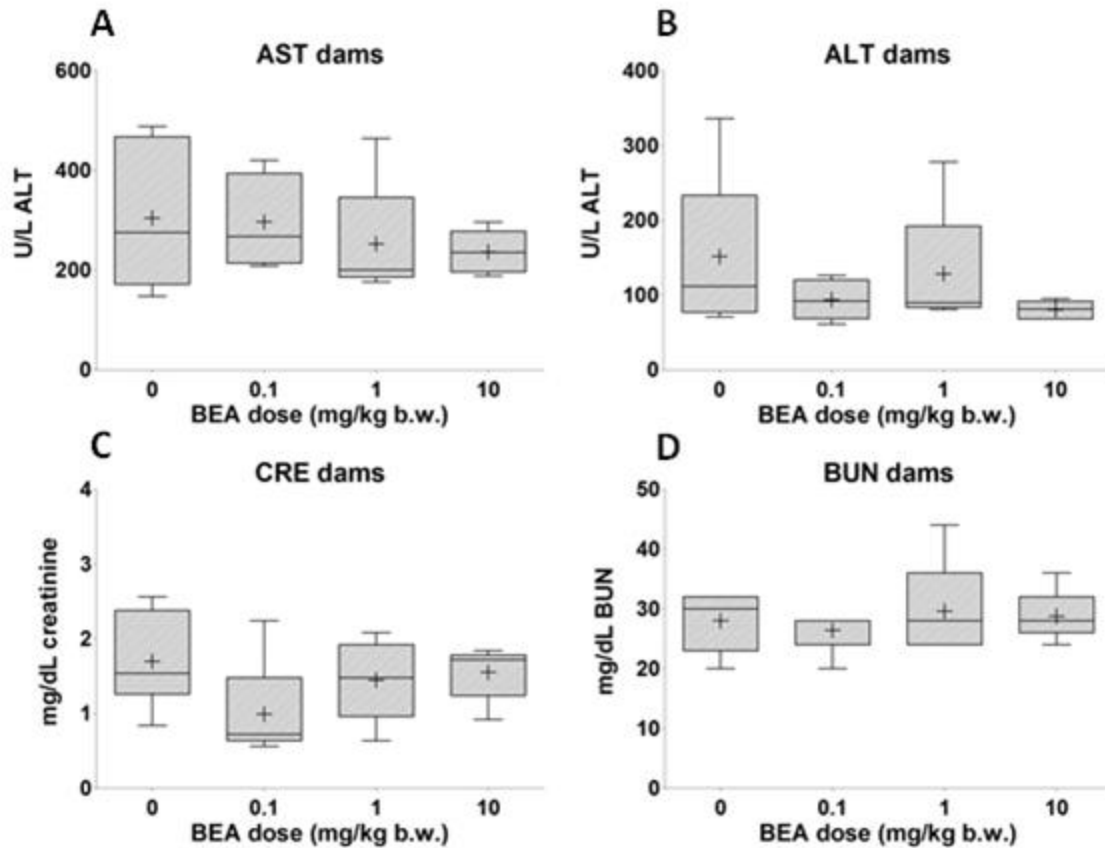 A
AST dams
600
400
200
0
U/L ALT
0 0.1 1 10
BEA dose (mg/kg b.w.)
B
ALT dams
400
300
200
100
0
U/L ALT
0 0.1 1 10
BEA dose (mg/kg b.w.)
C
CRE dams
4
3
2
1
0
mg/dL creatinine
0 0.1 1 10
BEA dose (mg/kg b.w.)
D
BUN dams
50
40
30
20
10
0
mg/dL BUN
0 0.1 1 10
BEA dose (mg/kg b.w.)